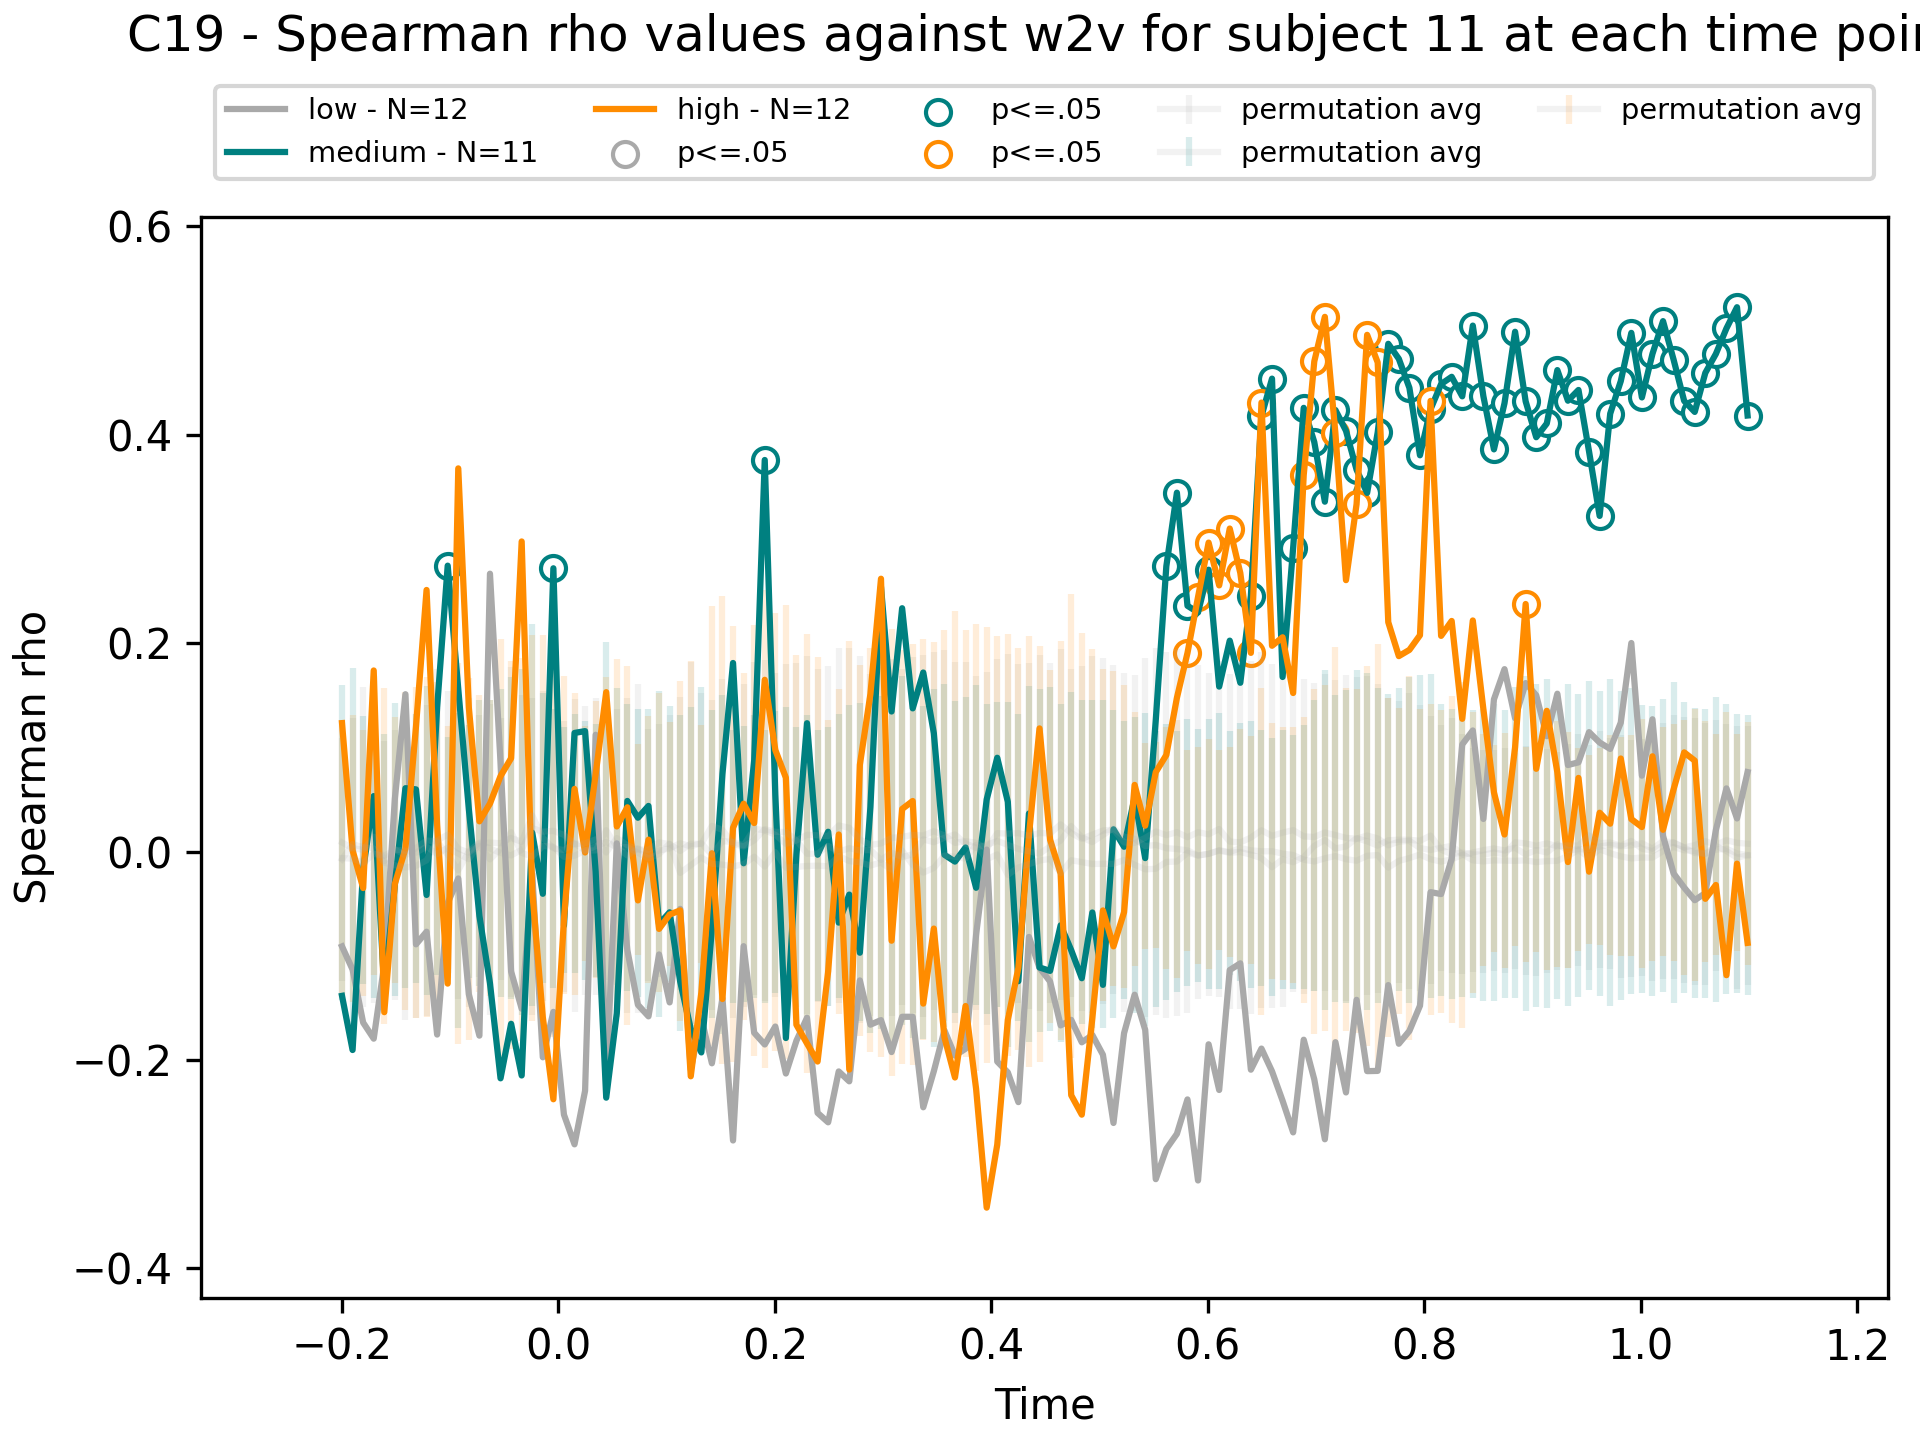 C19 - Spearman rho values against w2v for subject 11 at each time poi
low - N=12
medium - N=11
high - N=12
p<=.05
p<=.05
p<=.05
permutation avg
permutation avg
permutation avg
0.6
0.4
0.2
0.0
−0.2
−0.4
Spearman rho
−0.2 0.0 0.2 0.4 0.6 0.8 1.0 1.2
Time